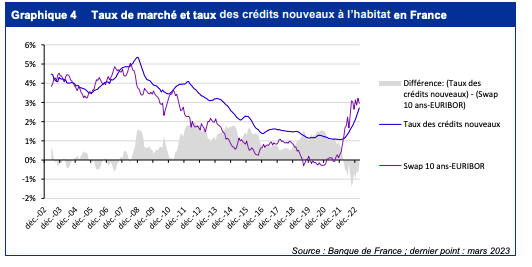 Graphique 4 Taux de marché et taux des crédits nouveaux à l'habitat en France
6%
5%
4%
3%
2%
1%
0%
-1%
-2%
déc.-02
déc.-03
déc.-04
déc.-05
déc.-06
déc.-07
déc.-08
déc.-09
déc.-10
déc.-11
déc.-12
déc.-13
déc.-14
déc.-15
déc.-16
déc.-17
déc.-18
déc.-19
déc.-20
déc.-21
déc.-22
Différence: (Taux des
crédits nouveaux) - (Swap
10 ans-EURIBOR)
Taux des crédits nouveaux
Swap 10 ans-EURIBOR
Source : Banque de France ; dernier point : mars 2023